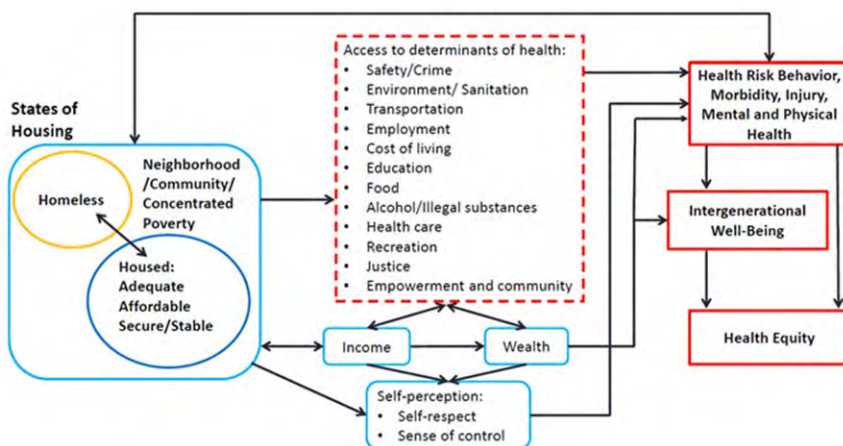 States of
Housing
Homeless
Neighborhood
/Community/
Concentrated
Poverty
Housed:
Adequate
Affordable
Secure/Stable
Access to determinants of health:
• Safety/Crime
• Environment/ Sanitation
• Transportation
• Employment
• Cost of living
• Education
• Food
• Alcohol/Illegal substances
• Health care
• Recreation
• Justice
• Empowerment and community
Income
Wealth
Self-perception:
• Self-respect
• Sense of control
Health Risk Behavior,
Morbidity, Injury,
Mental and Physical
Health
Intergenerational
Well-Being
Health Equity